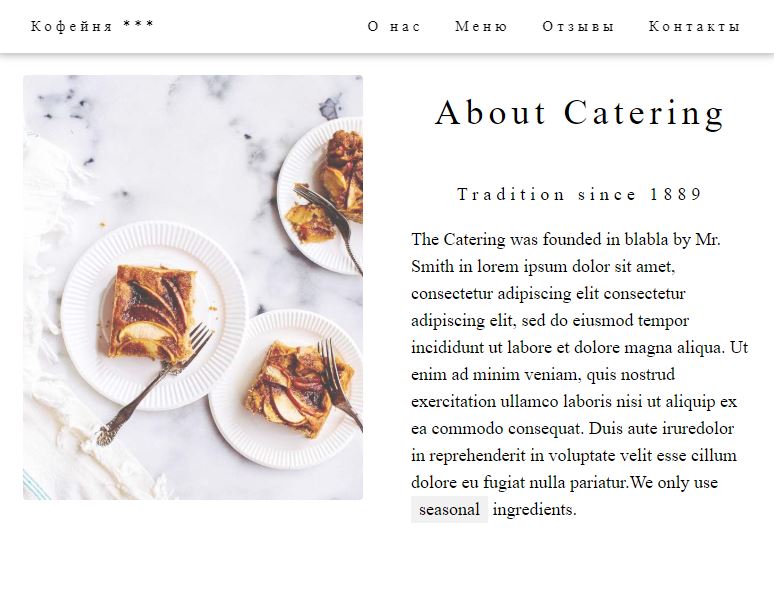 Кофейня ***
О нас Меню Отзывы Контакты
About Catering
Tradition since 1889
The Catering was founded in blabla by Mr.
Smith in lorem ipsum dolor sit amet,
consectetur adipiscing elit consectetur
adipiscing elit, sed do eiusmod tempor
incididunt ut labore et dolore magna aliqua. Ut
enim ad minim veniam, quis nostrud
exercitation ullamco laboris nisi ut aliquip ex
ea commodo consequat. Duis aute iruredolor
in reprehenderit in voluptate velit esse cillum
dolore eu fugiat nulla pariatur.We only use
seasonal ingredients.